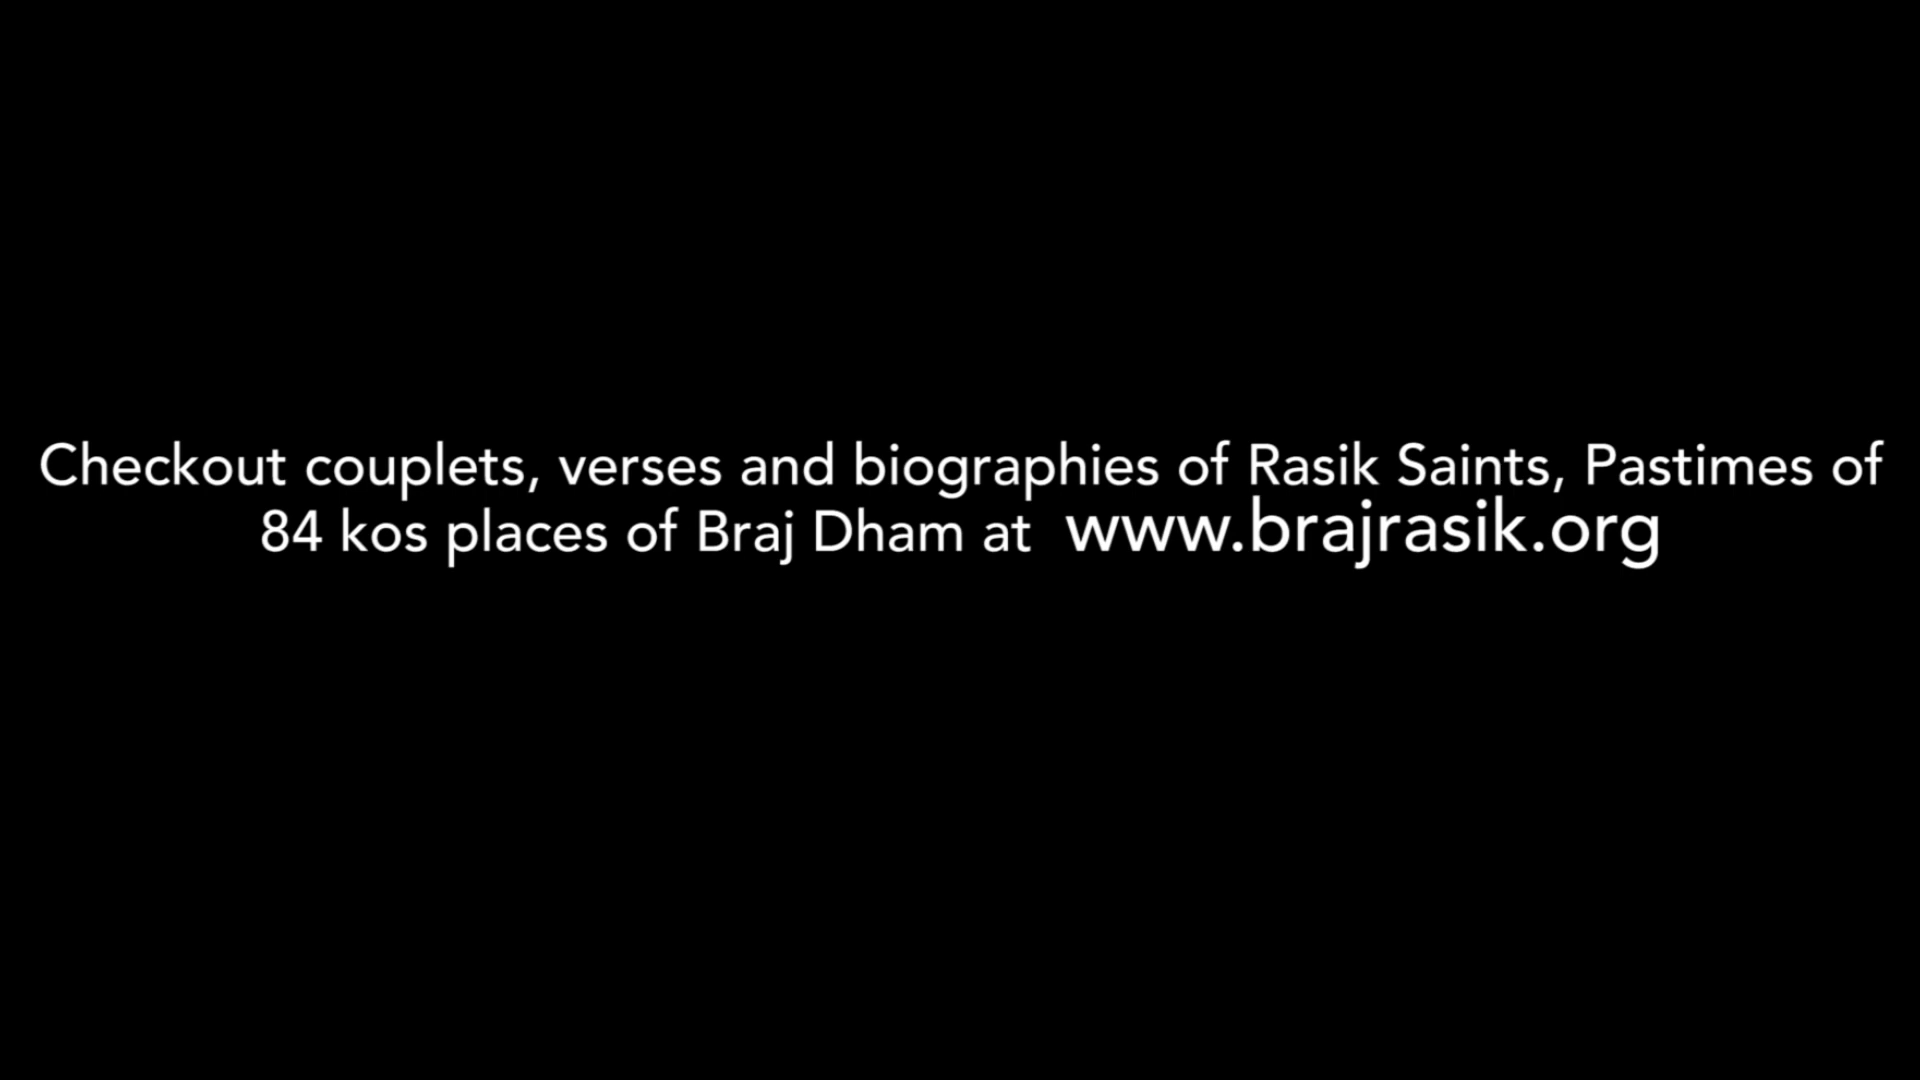 Checkout couplets, verses and biographies of Rasik Saints, Pastimes of
84 kos places of Braj Dham at www.brajrasik.org